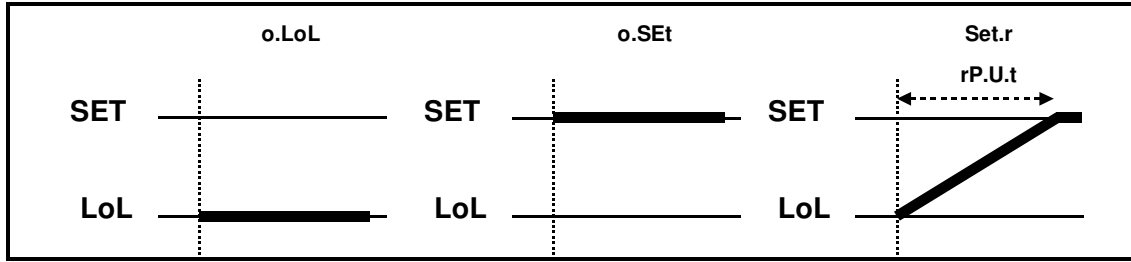 o.LoL o.SEt Set.r
rP.U.t
SET SET SET
LoL LoL LoL